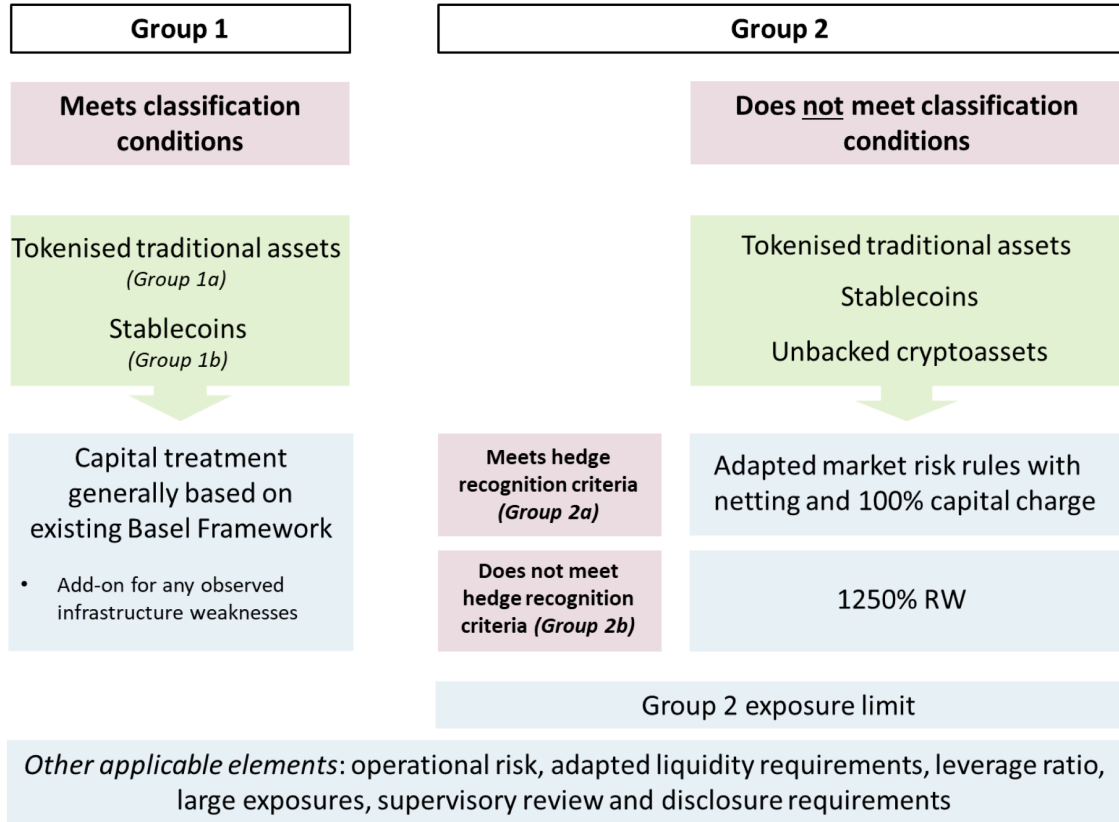 Group 1
Group 2
Meets classification
conditions
Does not meet classification
conditions
Tokenised traditional assets
(Group 1a)
Stablecoins
(Group 1b)
Tokenised traditional assets
Stablecoins
Unbacked cryptoassets
Capital treatment
generally based on
existing Basel Framework
• Add-on for any observed
infrastructure weaknesses
Meets hedge
recognition criteria
(Group 2a)
Adapted market risk rules with
netting and 100% capital charge
Does not meet
hedge recognition
criteria (Group 2b)
1250% RW
Group 2 exposure limit
Other applicable elements: operational risk, adapted liquidity requirements, leverage ratio,
large exposures, supervisory review and disclosure requirements